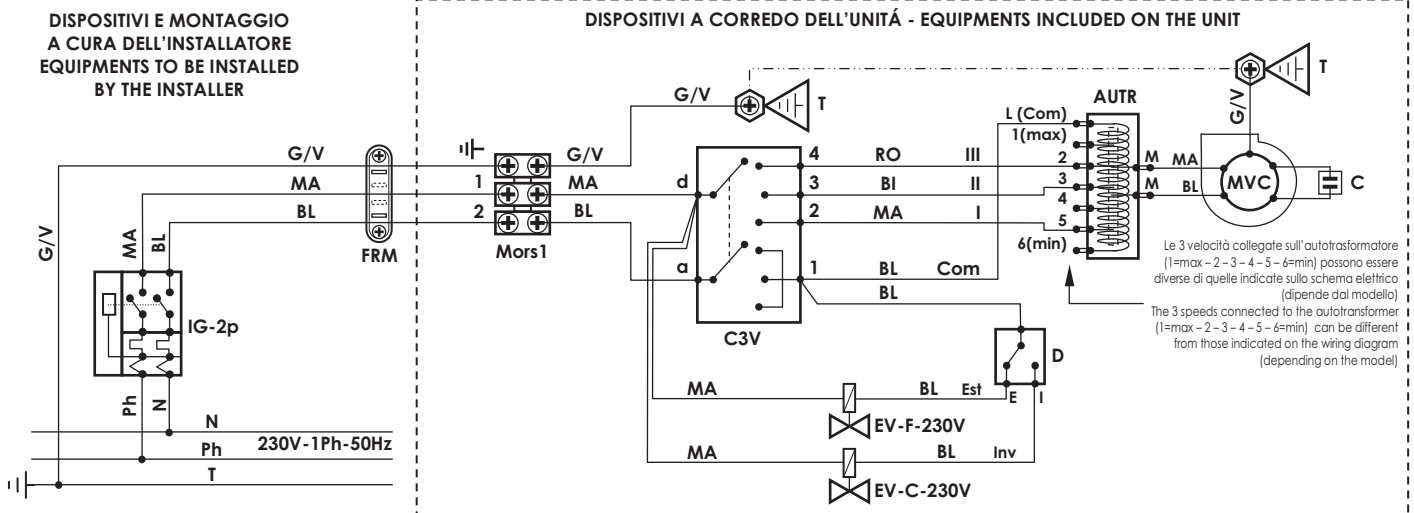 DISPOSITIVI E MONTAGGIO
A CURA DELL'INSTALLATORE
EQUIPMENTS TO BE INSTALLED
BY THE INSTALLER
DISPOSITIVI A CORREDO DELL'UNITÁ - EQUIPMENTS INCLUDED ON THE UNIT
T
T
G/V
AUTR
G/V
L (Com)
1(max)
2
3
4
5
6(min)
G/V
G/V
MA
1
MA
BL
2
BL
FRM
Mors1
d
a
4
RO
III
3
BI
II
2
MA
I
1
BL
Com
BL
C3V
M
MA
M
BL
MVC
C
G/V
MA
BL
IG-2p
Ph
N
Le 3 velocità collegate sull'autotrasformatore
(1=max – 2 – 3 – 4 – 5 – 6=min) possono essere
diverse di quelle indicate sullo schema elettrico
(dipende dal modello)
The 3 speeds connected to the autotransformer
(1=max – 2 – 3 – 4 – 5 – 6=min) can be different
from those indicated on the wiring diagram
(depending on the model)
D
E
I
MA
BL
Est
EV-F-230V
MA
BL
Inv
EV-C-230V
N
230V-1Ph-50Hz
Ph
T